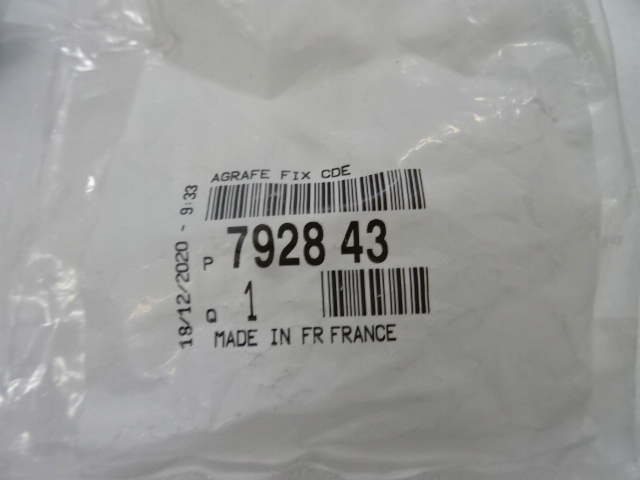 AGRAFE FIX CDE
P 7928 43
Q 1
MADE IN FR FRANCE
18/12/2020 - 9:33